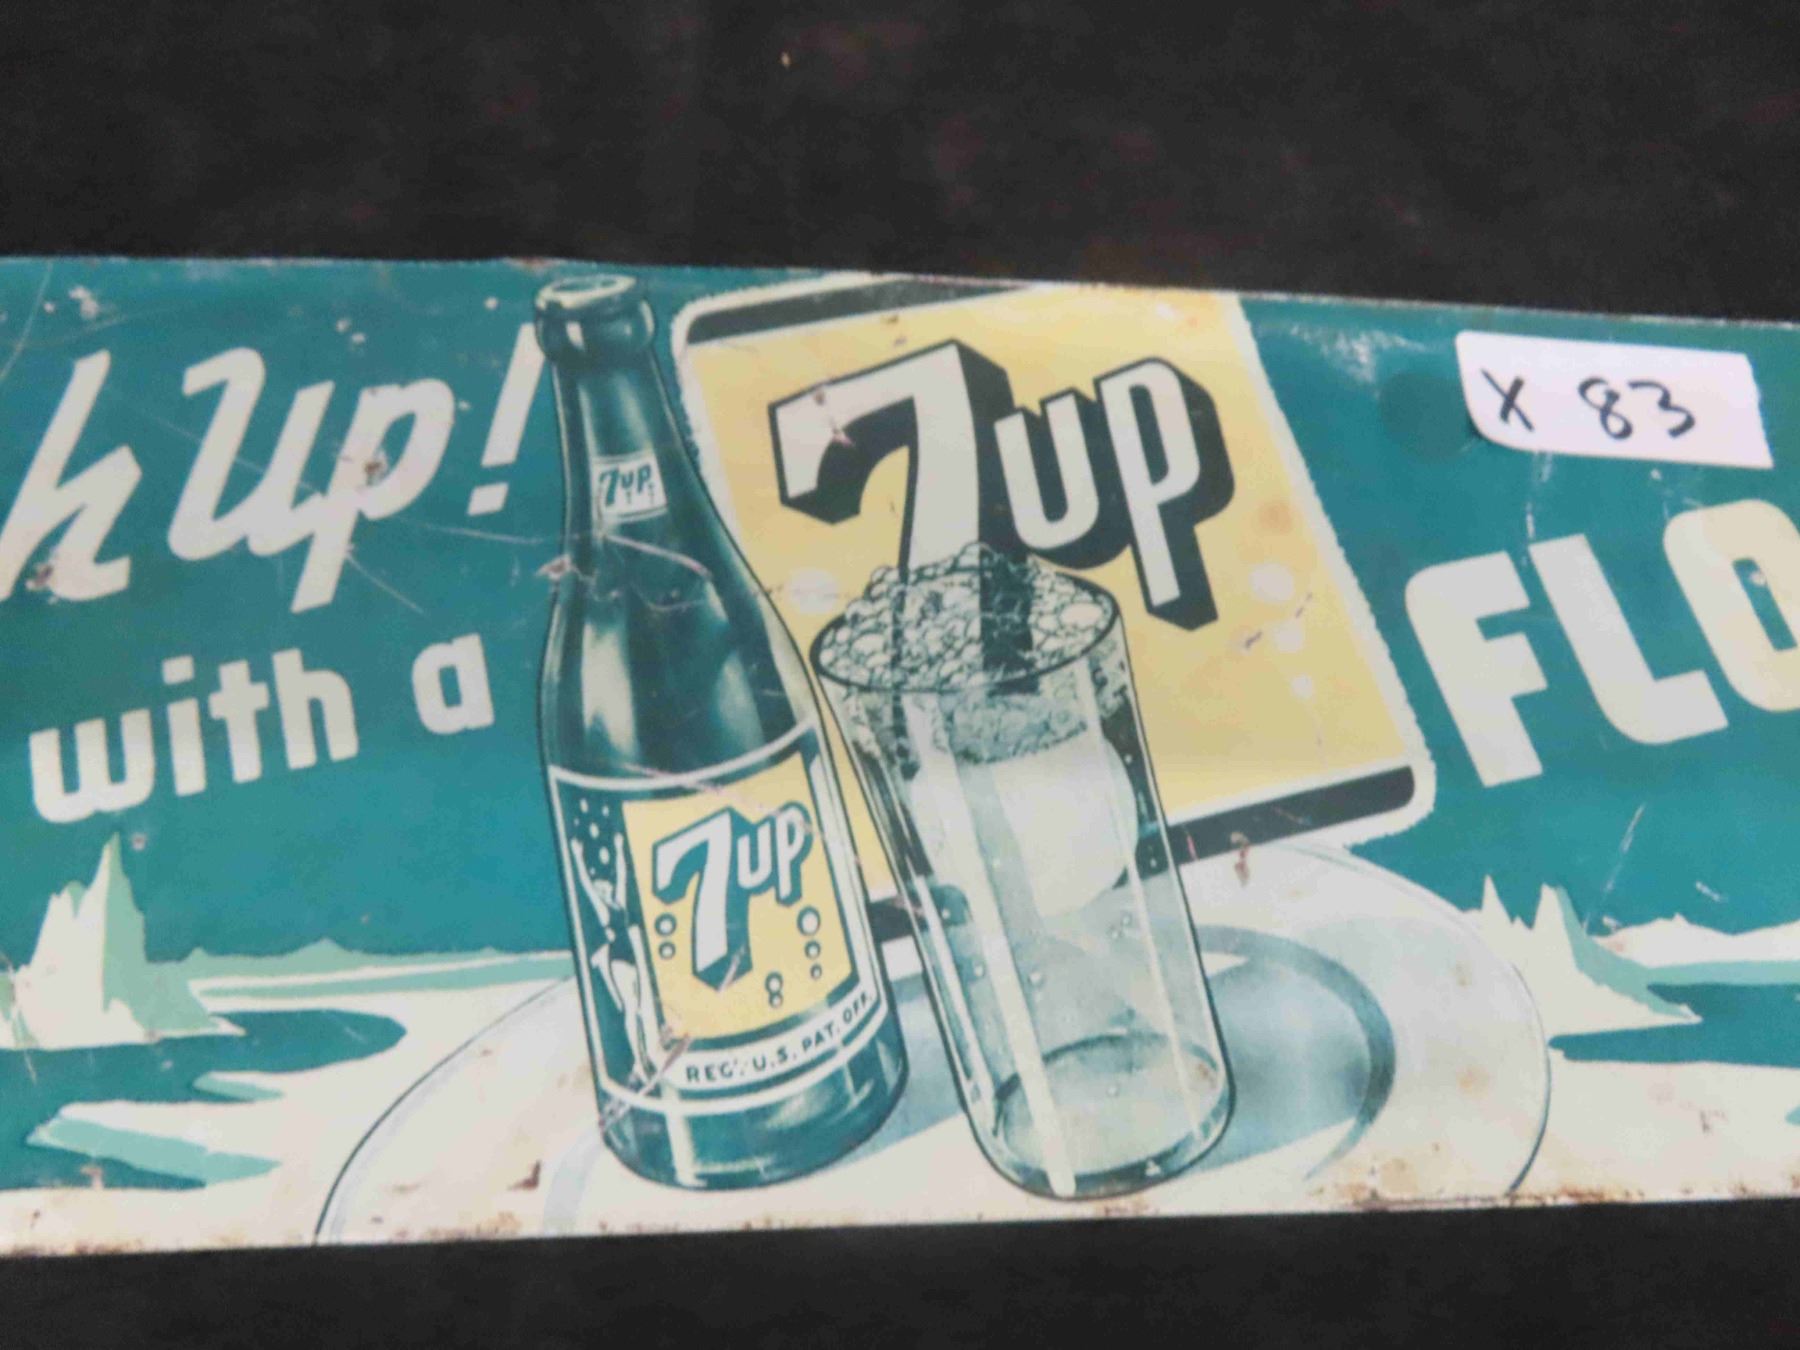 h Up!
with a
7up
7up
7up
REG. U.S. PAT. OFF.
FLO
X 83